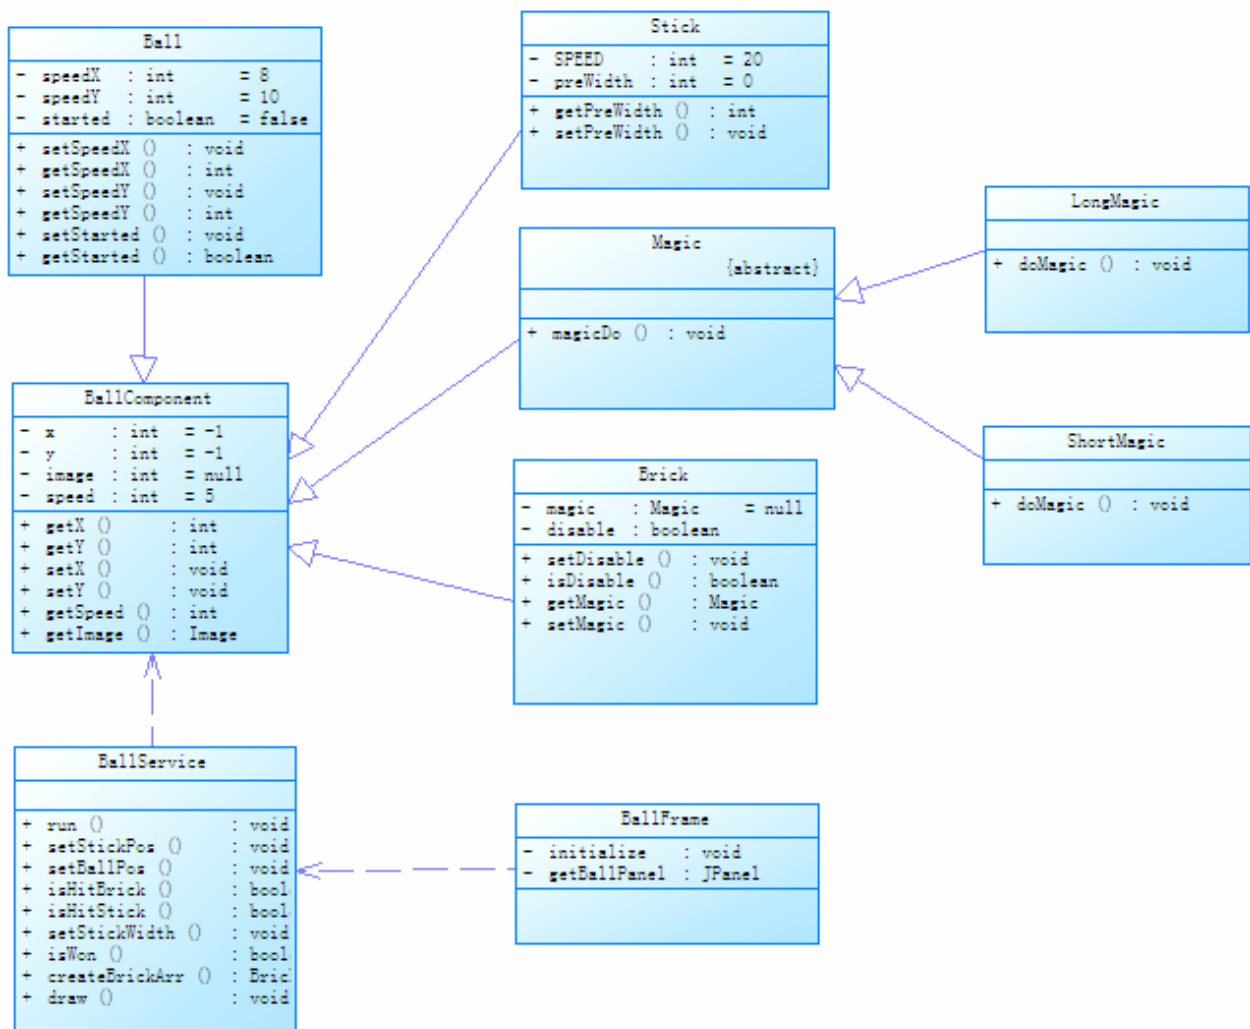 Ball
- speedX : int = 8
- speedY : int = 10
- started : boolean = false
+ setSpeedX () : void
+ getSpeedX () : int
+ setSpeedY () : void
+ getSpeedY () : int
+ setStarted () : void
+ getStarted () : boolean
Stick
- SPEED : int = 20
- preWidth : int = 0
+ getPreWidth () : int
+ setPreWidth () : void
Magic
{abstract}
+ magicDo () : void
LongMagic
+ doMagic () : void
BallComponent
- x : int = -1
- y : int = -1
- image : int = null
- speed : int = 5
+ getX () : int
+ getY () : int
+ setX () : void
+ setY () : void
+ getSpeed () : int
+ getImage () : Image
Brick
- magic : Magic = null
- disable : boolean
+ setDisable () : void
+ isDisable () : boolean
+ getMagic () : Magic
+ setMagic () : void
ShortMagic
+ doMagic () : void
BallService
+ run () : void
+ setStickPos () : void
+ setBallPos () : void
+ isHitBrick () : bool
+ isHitStick () : bool
+ setStickWidth () : void
+ isWon () : bool
+ createBrickArr () : Bric
+ draw () : void
BallFrame
- initialize : void
- getBallPanel : JPanel